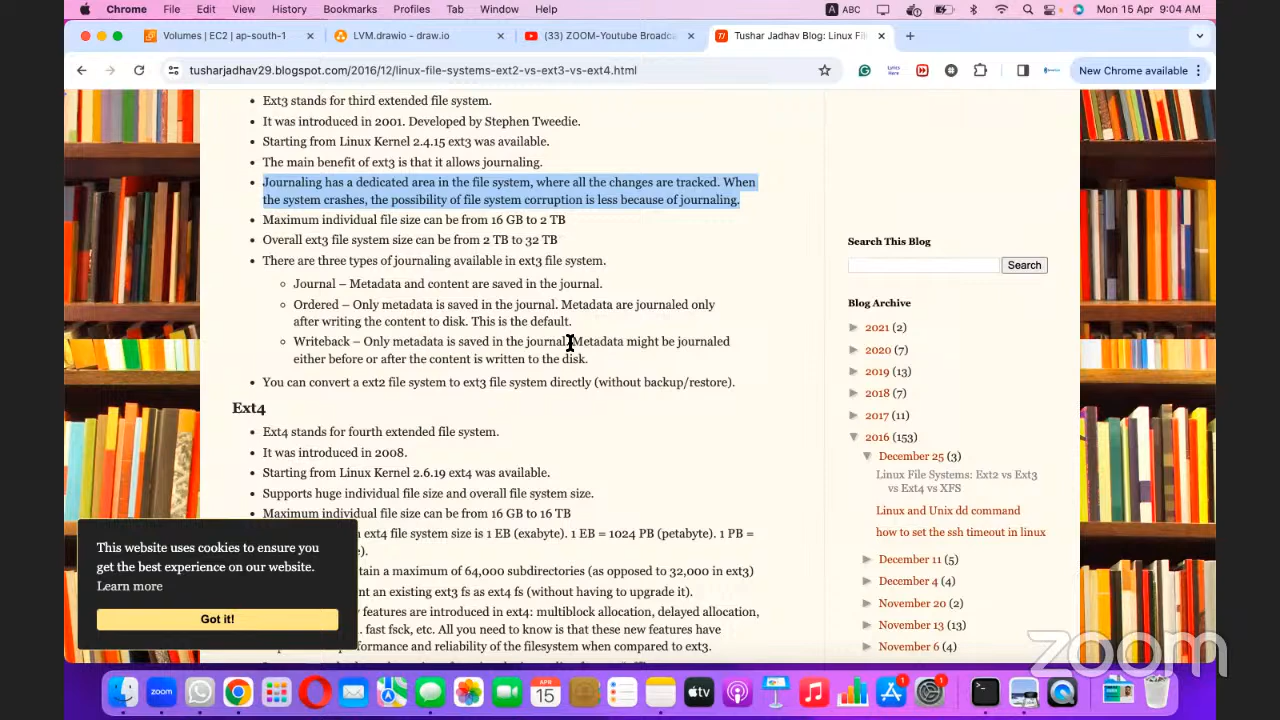 Chrome File Edit View History Bookmarks Profiles Tab Window Help A ABC Mon 15 Apr 9:04 AM
Volumes | EC2 | ap-south-1 LVM.drawio - draw.io (33) ZOOM-Youtube Broadca Tushar Jadhav Blog: Linux Fi
tusharjadhav29.blogspot.com/2016/12/linux-file-systems-ext2-vs-ext3-vs-ext4.html New Chrome available
Ext3 stands for third extended file system.
It was introduced in 2001. Developed by Stephen Tweedie.
Starting from Linux Kernel 2.4.15 ext3 was available.
The main benefit of ext3 is that it allows journaling.
Journaling has a dedicated area in the file system, where all the changes are tracked. When
the system crashes, the possibility of file system corruption is less because of journaling.
Maximum individual file size can be from 16 GB to 2 TB
Overall ext3 file system size can be from 2 TB to 32 TB
There are three types of journaling available in ext3 file system.
Journal – Metadata and content are saved in the journal.
Ordered – Only metadata is saved in the journal. Metadata are journaled only
after writing the content to disk. This is the default.
Writeback – Only metadata is saved in the journal. Metadata might be journaled
either before or after the content is written to the disk.
You can convert a ext2 file system to ext3 file system directly (without backup/restore).
Ext4
Ext4 stands for fourth extended file system.
It was introduced in 2008.
Starting from Linux Kernel 2.6.19 ext4 was available.
Supports huge individual file size and overall file system size.
Maximum individual file size can be from 16 GB to 16 TB
ext4 file system size is 1 EB (exabyte). 1 EB = 1024 PB (petabyte). 1 PB =
a maximum of 64,000 subdirectories (as opposed to 32,000 in ext3)
an existing ext3 fs as ext4 fs (without having to upgrade it).
features are introduced in ext4: multiblock allocation, delayed allocation,
. fast fsck, etc. All you need to know is that these new features have
performance and reliability of the filesystem when compared to ext3.
This website uses cookies to ensure you
get the best experience on our website.
Learn more
Got it!
Search This Blog
Search
Blog Archive
2021 (2)
2020 (7)
2019 (13)
2018 (7)
2017 (11)
2016 (153)
December 25 (3)
Linux File Systems: Ext2 vs Ext3
vs Ext4 vs XFS
Linux and Unix dd command
how to set the ssh timeout in linux
December 11 (5)
December 4 (4)
November 20 (2)
November 13 (13)
November 6 (4)
zoom
zoom
APR
15
tv
1
1